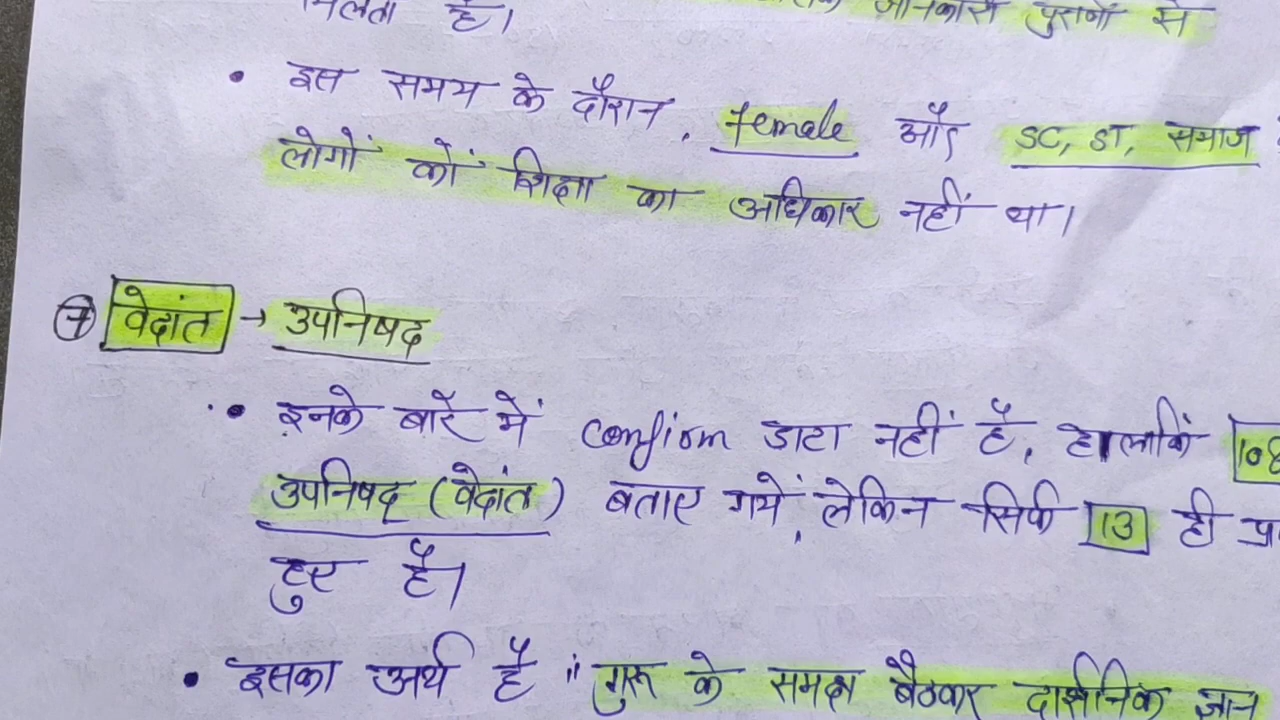 मिलता है।
जानकारी पुराणों से
• इस समय के दौरान, female और SC, ST, समाज
लोगों कों शिक्षा का अधिकार नहीं था।
7 वेदांत → उपनिषद
• इनके बारे में confirm डाटा नहीं है, हालांकिं 108
उपनिषद (वेदांत) बताए गयें, लेकिन सिर्फ 13 ही
हुए है।
• इसका अर्थ है "गुरू के समक्ष बैठकर दार्शनिक ज्ञान